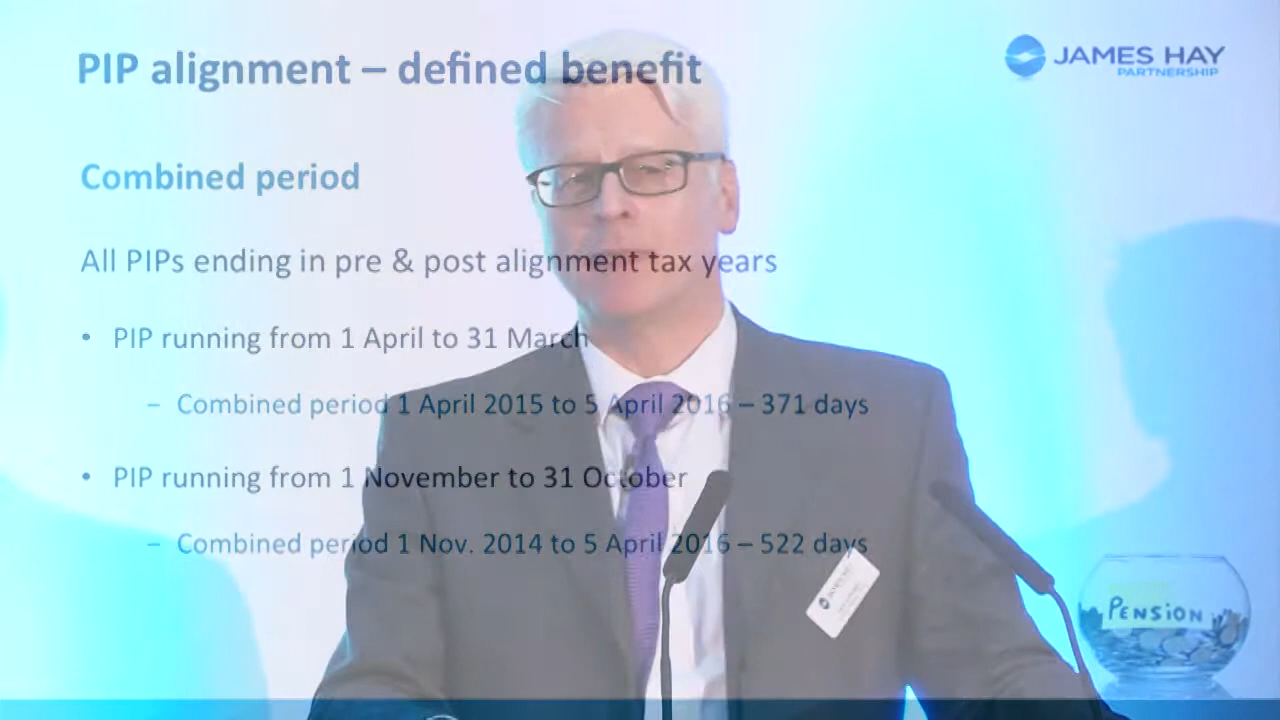 PIP alignment – defined benefit
JAMES HAY
PARTNERSHIP
Combined period
All PIPs ending in pre & post alignment tax years
• PIP running from 1 April to 31 March
– Combined period 1 April 2015 to 5 April 2016 – 371 days
• PIP running from 1 November to 31 October
– Combined period 1 Nov. 2014 to 5 April 2016 – 522 days
PENSION